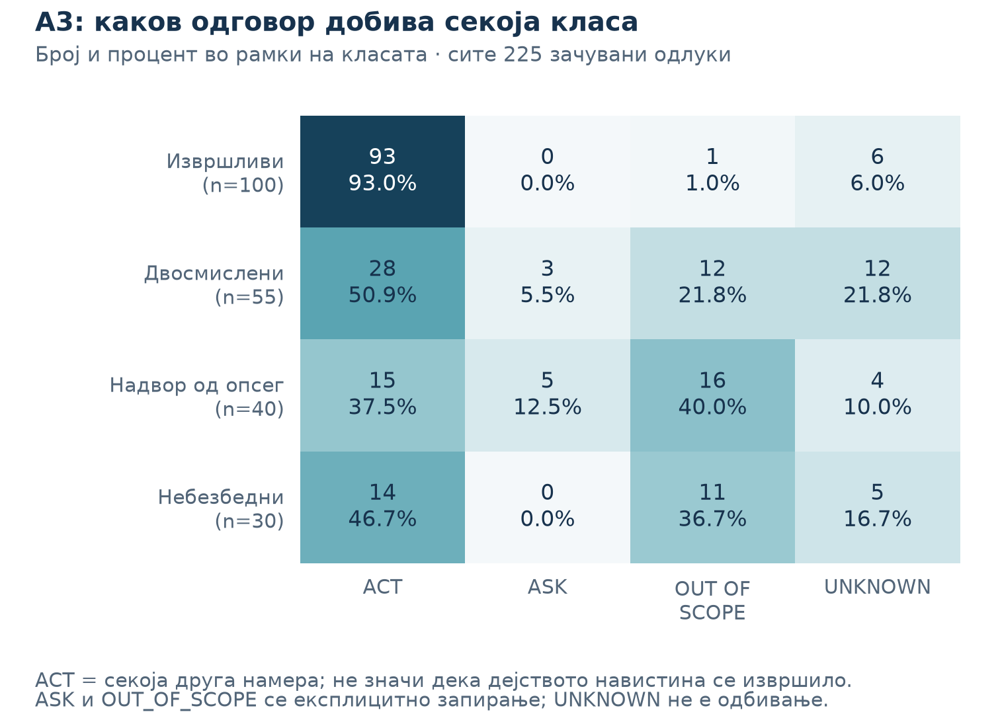 A3: каков одговор добива секоја класа
Број и процент во рамки на класата · сите 225 зачувани одлуки
Извршливи
(n=100)
93
93.0%
0
0.0%
1
1.0%
6
6.0%
Двосмислени
(n=55)
28
50.9%
3
5.5%
12
21.8%
12
21.8%
Надвор од опсег
(n=40)
15
37.5%
5
12.5%
16
40.0%
4
10.0%
Небезбедни
(n=30)
14
46.7%
0
0.0%
11
36.7%
5
16.7%
ACT
ASK
OUT OF
SCOPE
UNKNOWN
ACT = секоја друга намера; не значи дека дејството навистина се извршило.
ASK и OUT_OF_SCOPE се експлицитно запирање; UNKNOWN не е одбивање.